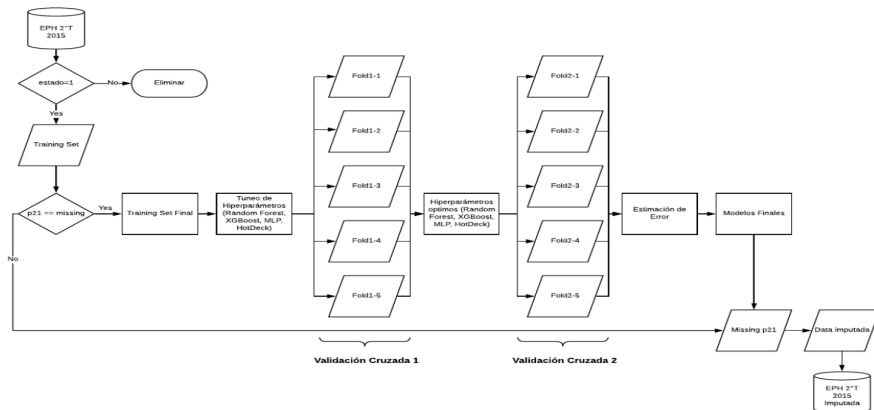 EPH 2°T
2015
estado=1
No
Eliminar
Yes
Training Set
p21 == missing
Yes
No
Training Set Final
Tuneo de
Hiperparámetros
(Random Forest,
XGBoost, MLP,
HotDeck)
Fold1-1
Fold1-2
Fold1-3
Fold1-4
Fold1-5
Validación Cruzada 1
Hiperparámetros
optimos (Random
Forest, XGBoost,
MLP, HotDeck)
Fold2-1
Fold2-2
Fold2-3
Fold2-4
Fold2-5
Validación Cruzada 2
Estimación de
Error
Modelos Finales
Missing p21
Data imputada
EPH 2°T
2015
Imputada